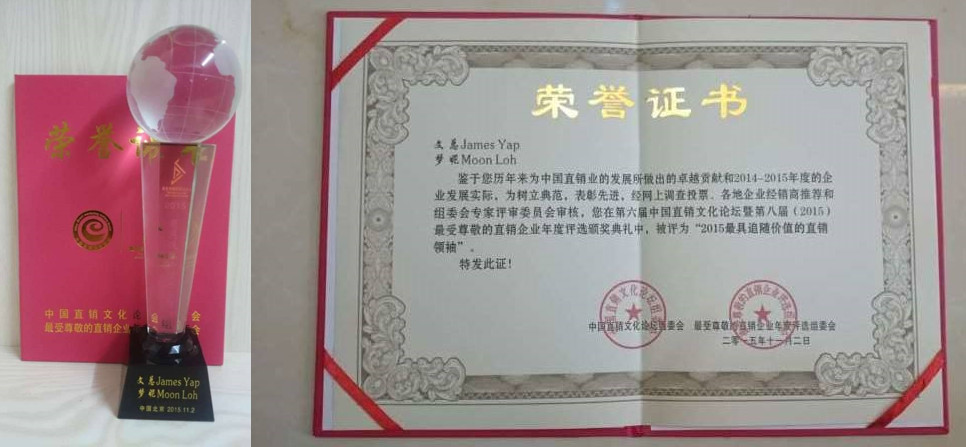 荣誉
中国直销文化论
最受尊敬的直销企业
文总James Yap
梦妮Moon Loh
中国北京 2015.11.2
荣誉证书
文总James Yap
梦妮Moon Loh
鉴于您历年来为中国直销业的发展所做出的卓越贡献和2014-2015年度的企
业发展实际，为树立典范，表彰先进，经网上调查投票、各地企业经销商推荐和
组委会专家评审委员会审核，您在第六届中国直销文化论坛暨第八届（2015）
最受尊敬的直销企业年度评选颁奖典礼中，被评为“2015最具追随价值的直销
领袖”。
特发此证！
中国直销文化论坛组委会 最受尊敬的直销企业年度评选组委会
二零一五年十一月二日